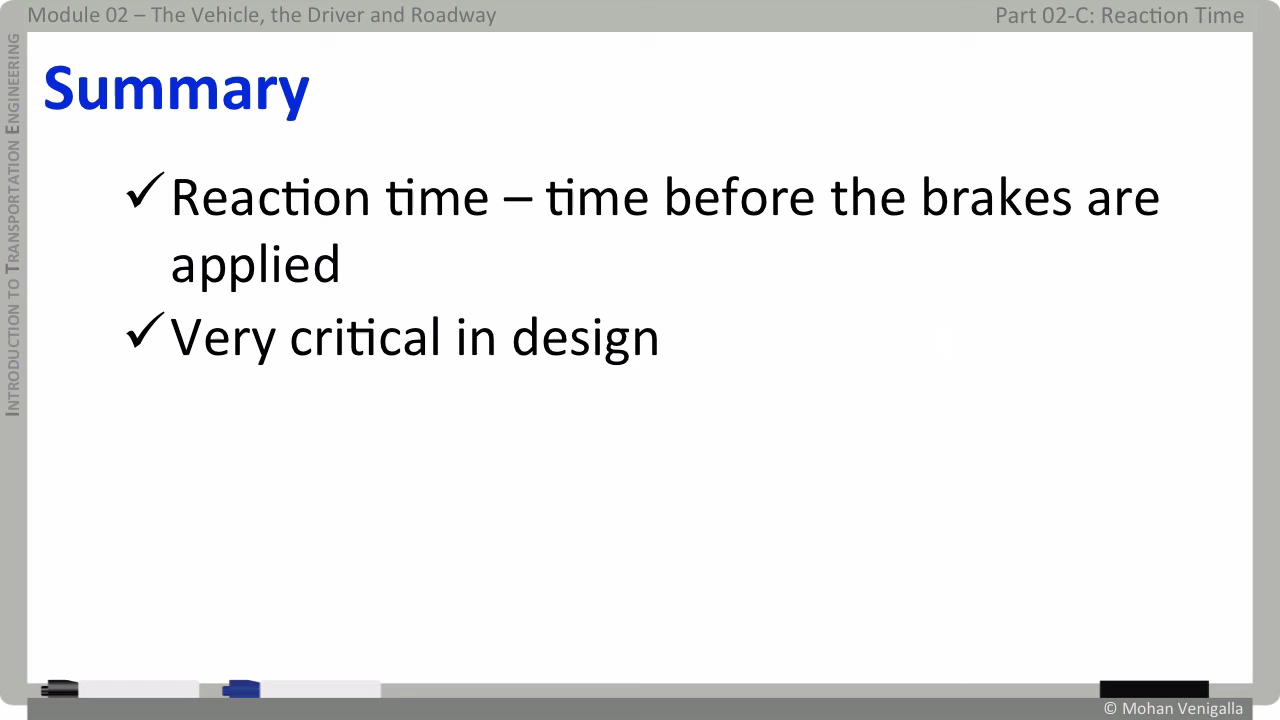 Module 02 – The Vehicle, the Driver and Roadway
Part 02-C: Reaction Time
INTRODUCTION TO TRANSPORTATION ENGINEERING
Summary
✓Reaction time – time before the brakes are
applied
✓Very critical in design
© Mohan Venigalla